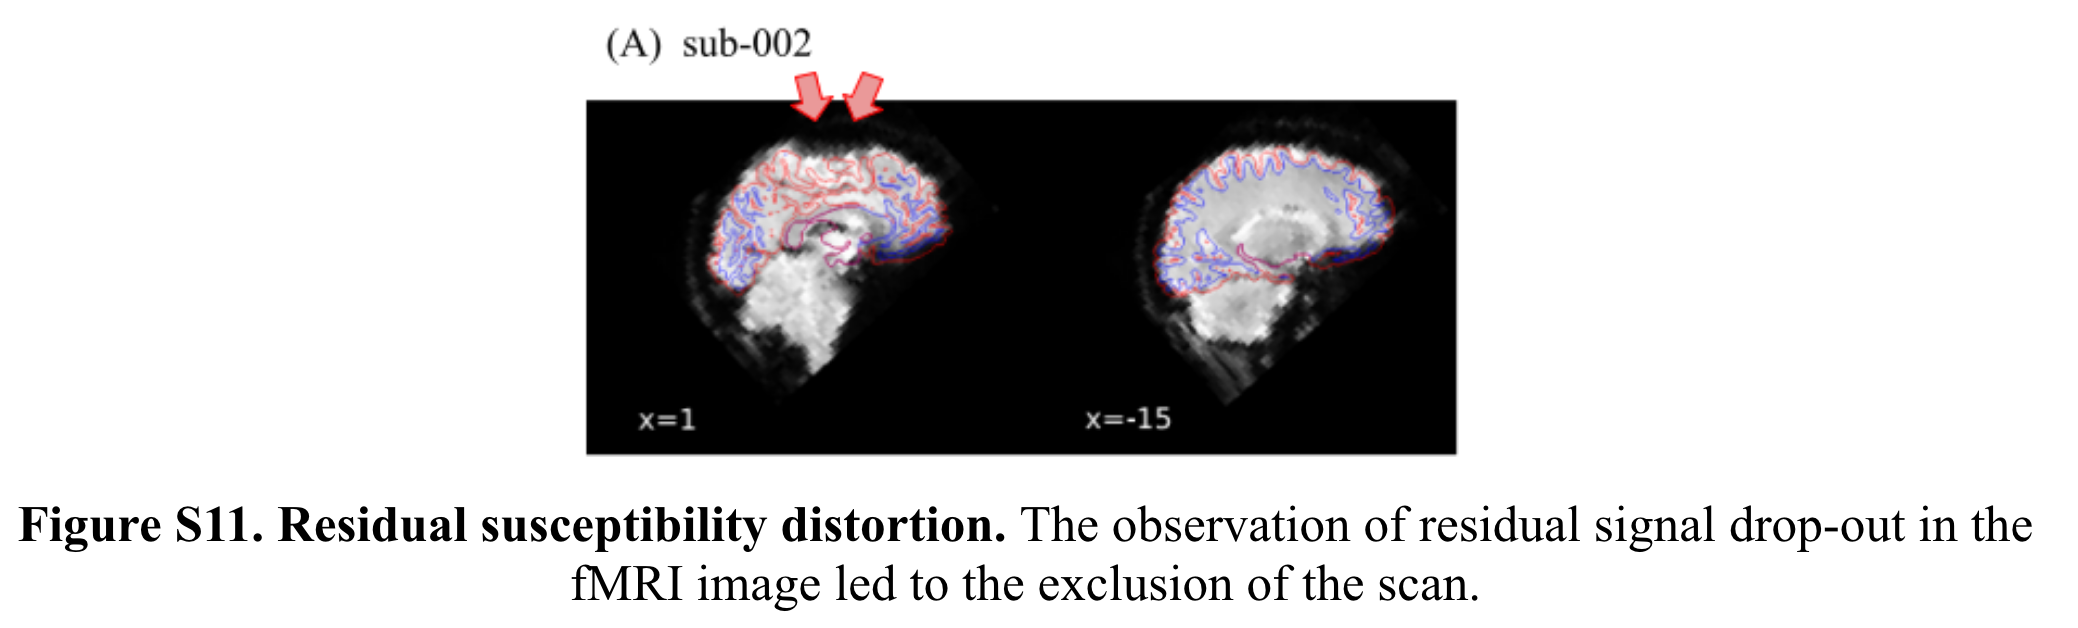 (A) sub-002
x=1
x=-15
Figure S11. Residual susceptibility distortion. The observation of residual signal drop-out in the
fMRI image led to the exclusion of the scan.